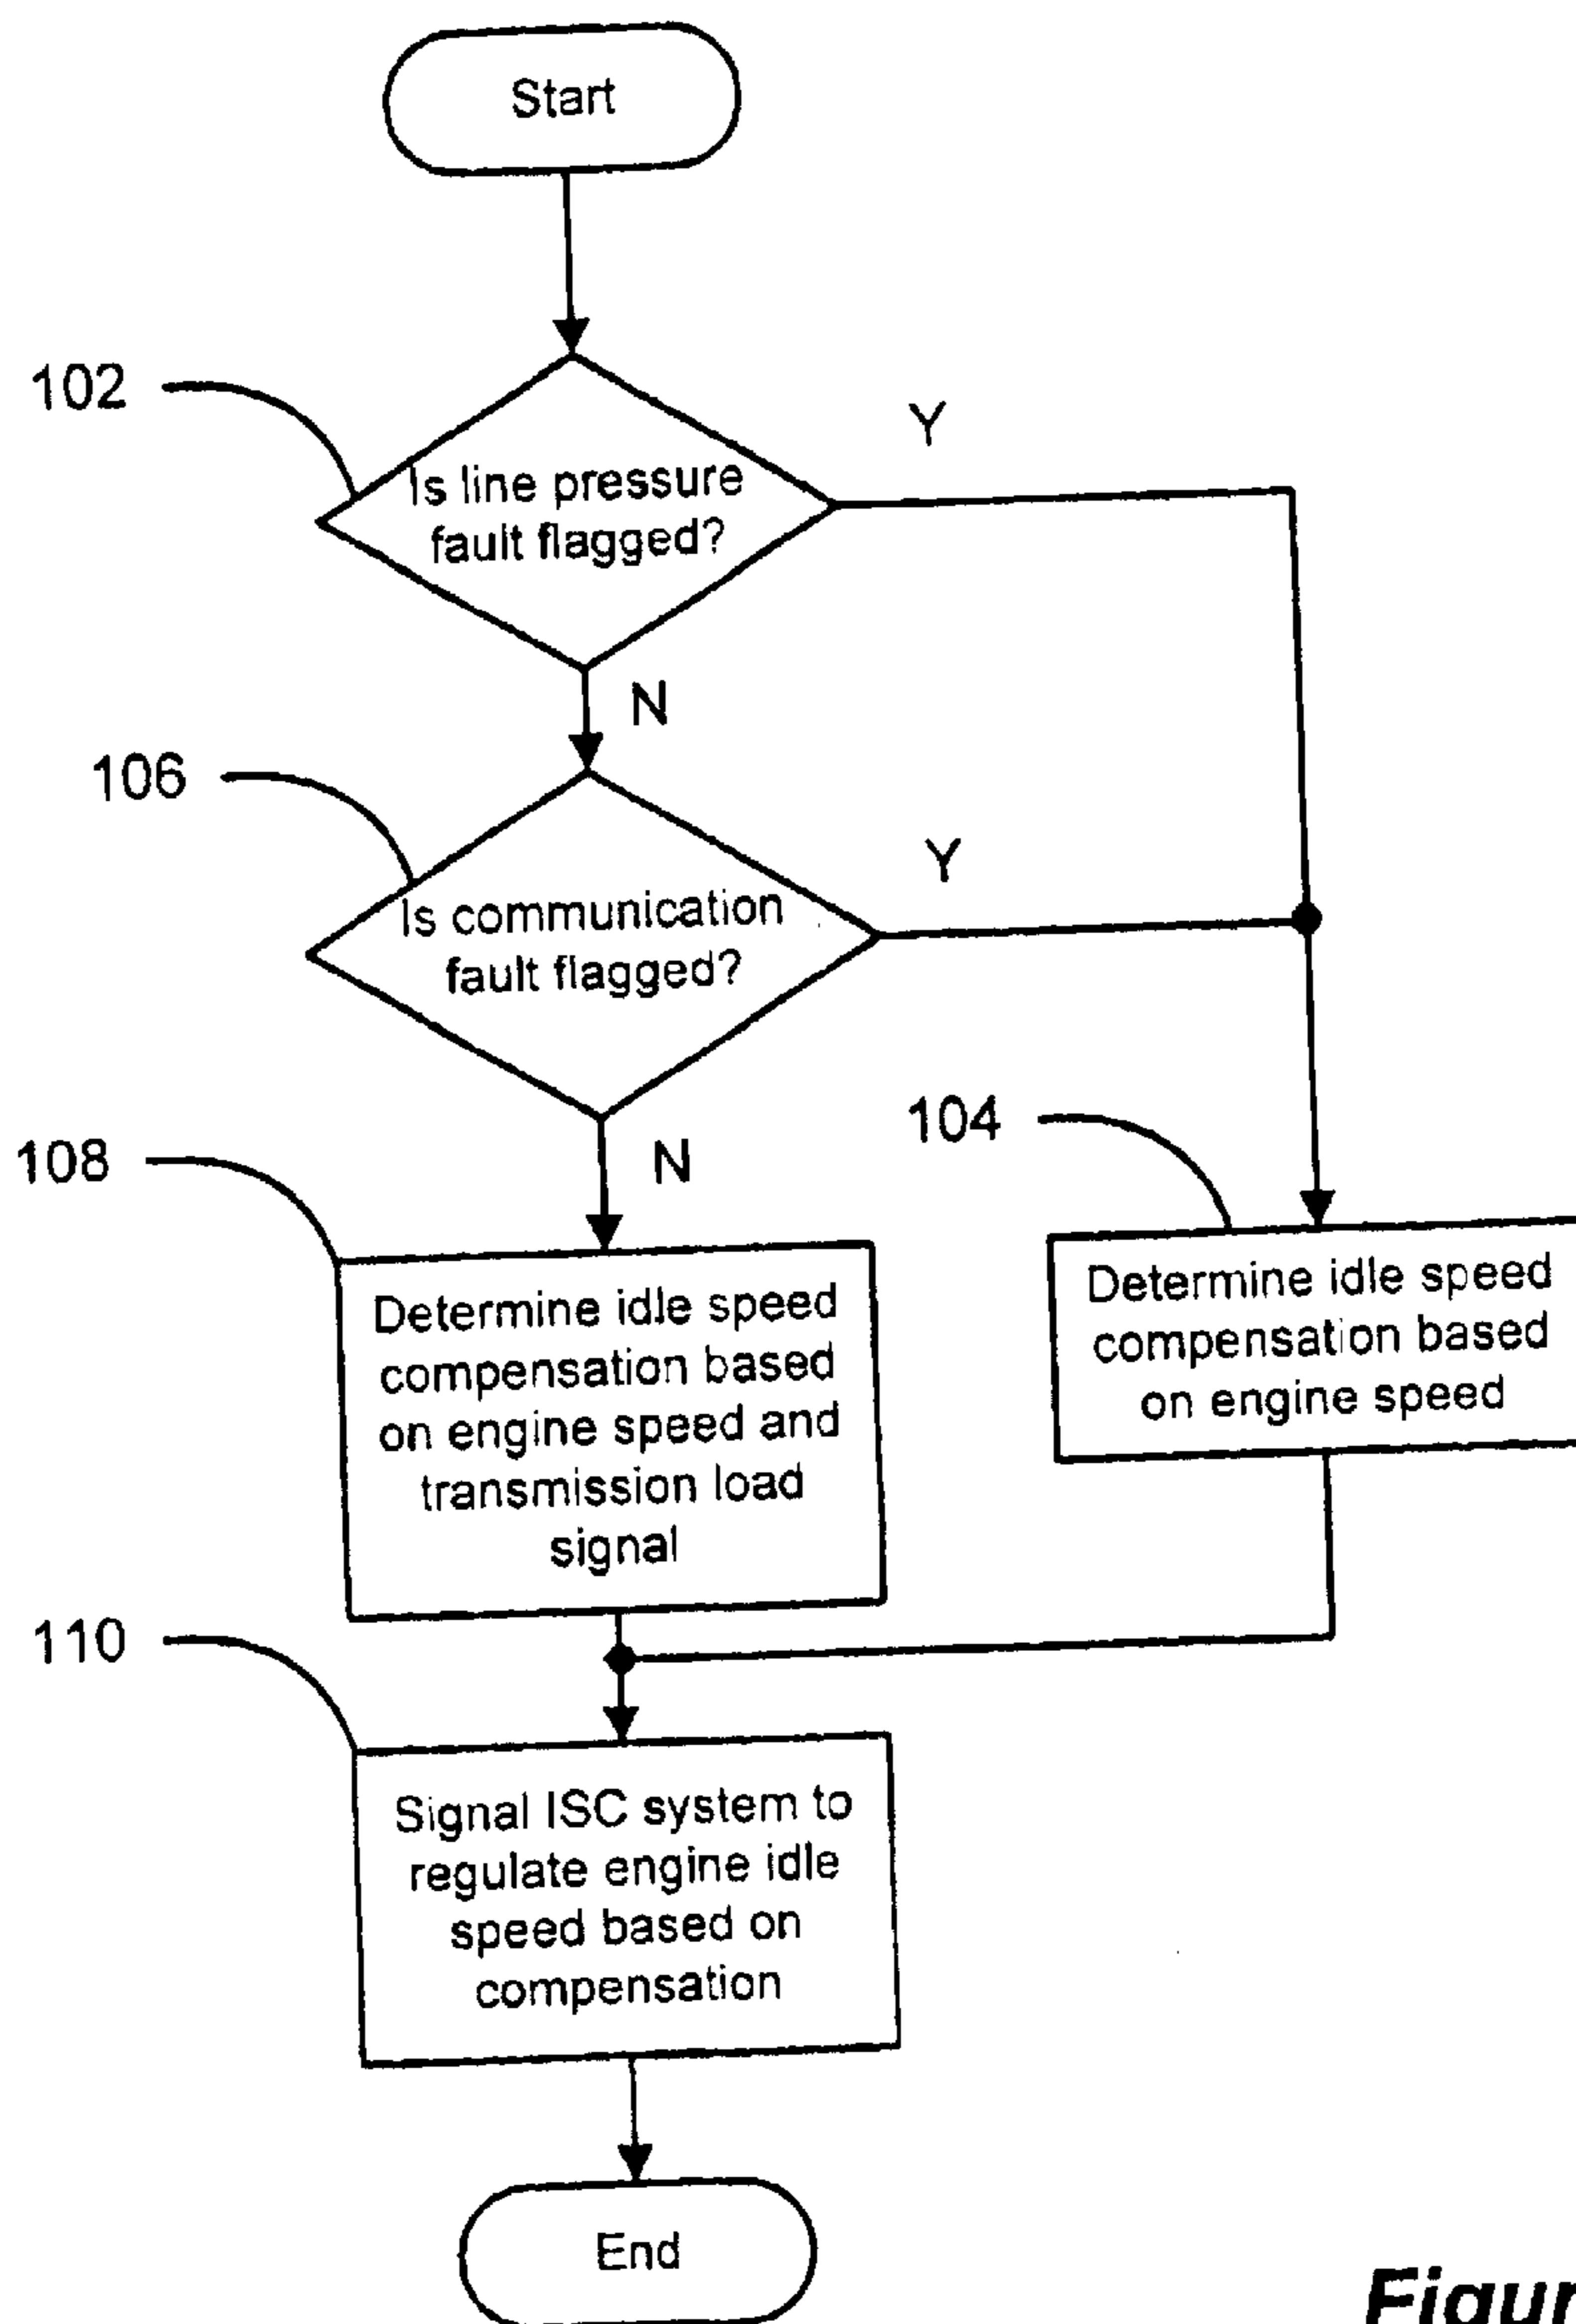 Start
102
Y
Is line pressure
fault flagged?
N
106
Y
Is communication
fault flagged?
104
108
N
Determine idle speed
compensation based
on engine speed and
transmission load
signal
Determine idle speed
compensation based
on engine speed
110
Signal ISC system to
regulate engine idle
speed based on
compensation
End